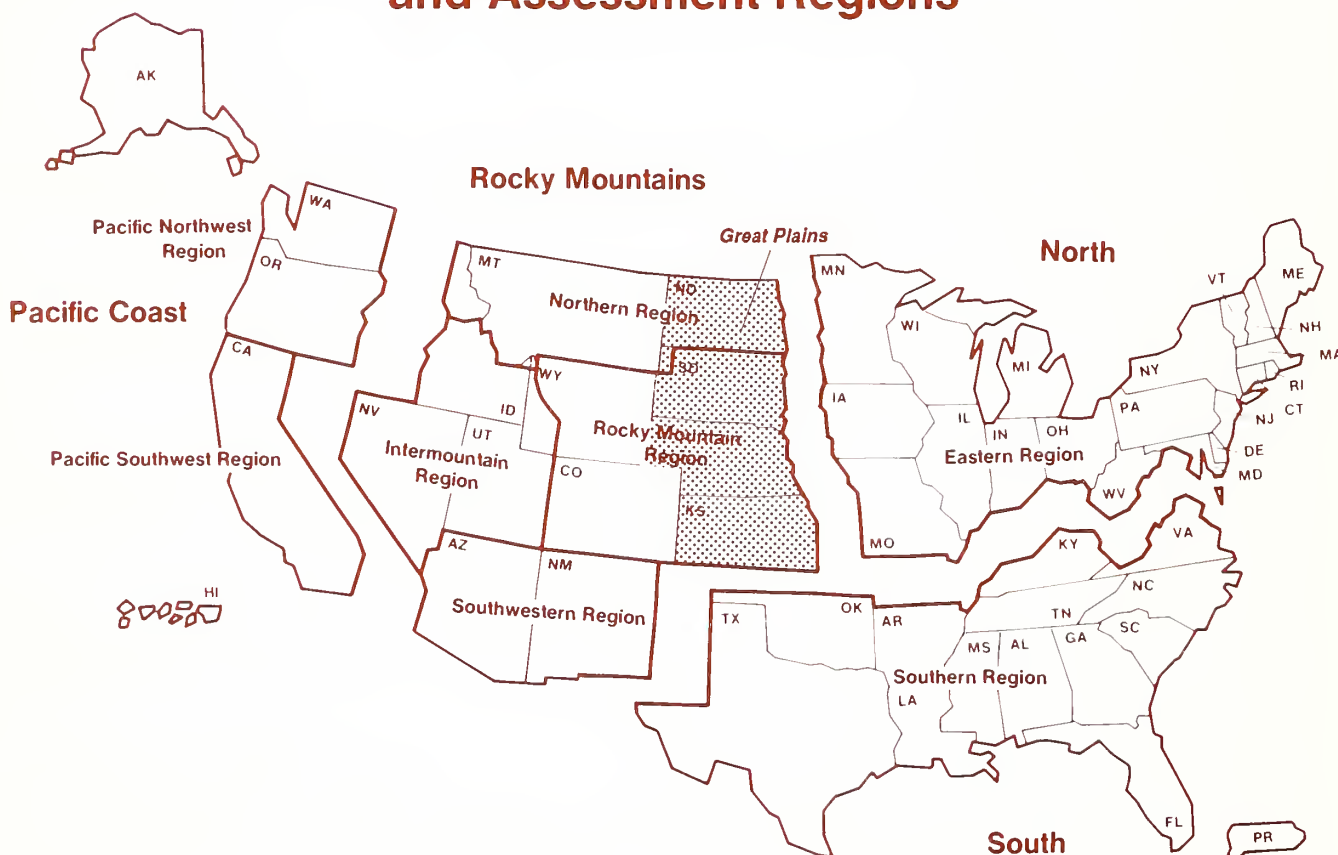 and Assessment Regions
AK
Rocky Mountains
WA
Pacific Northwest
Region
OR
Great Plains
North
MT
ND
Northern Region
MN
VT
ME
Pacific Coast
WI
NH
CA
MI
NY
MA
WY
SD
ID
IA
RI
NV
PA
CT
UT
IL
IN
OH
NJ
Rocky Mountain
Region
Intermountain
Region
Pacific Southwest Region
CO
Eastern Region
DE
MD
WV
KS
MO
KY
VA
AZ
NM
HI
NC
Southwestern Region
OK
TX
AR
TN
SC
MS
AL
GA
Southern Region
LA
FL
South
PR